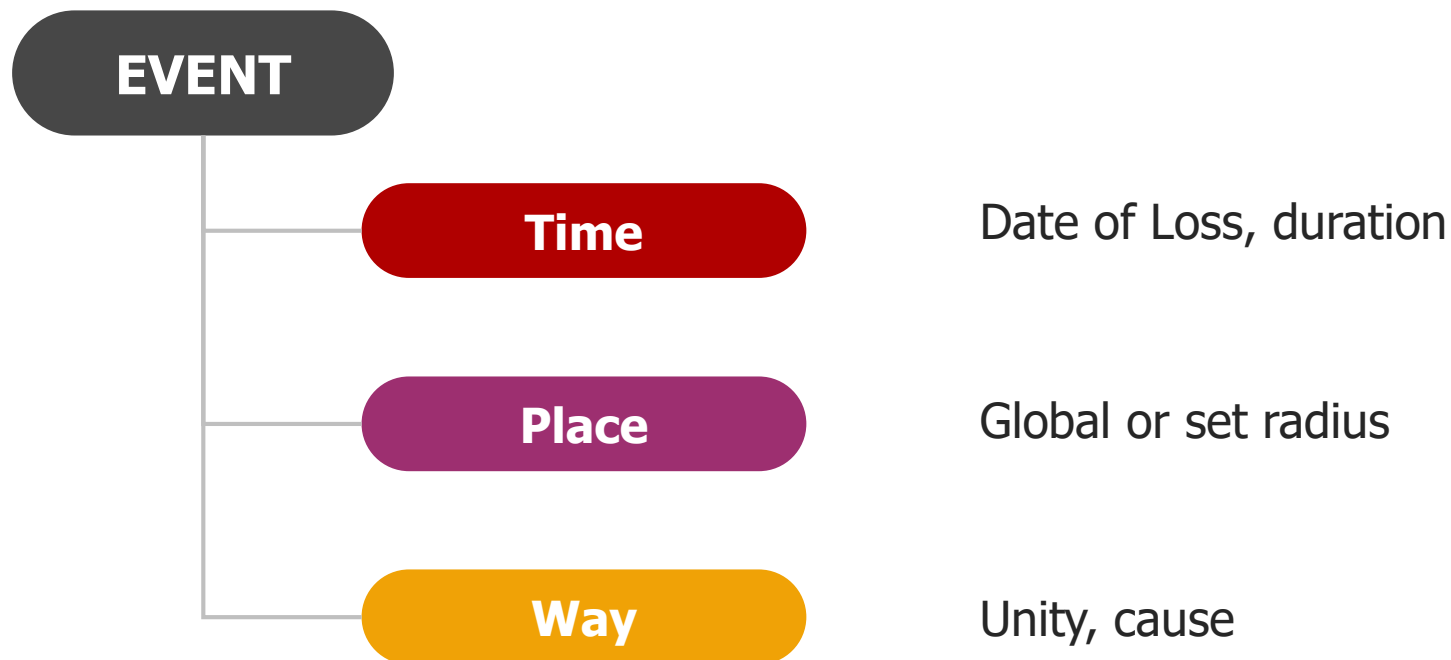 EVENT
Time
Date of Loss, duration
Place
Global or set radius
Way
Unity, cause